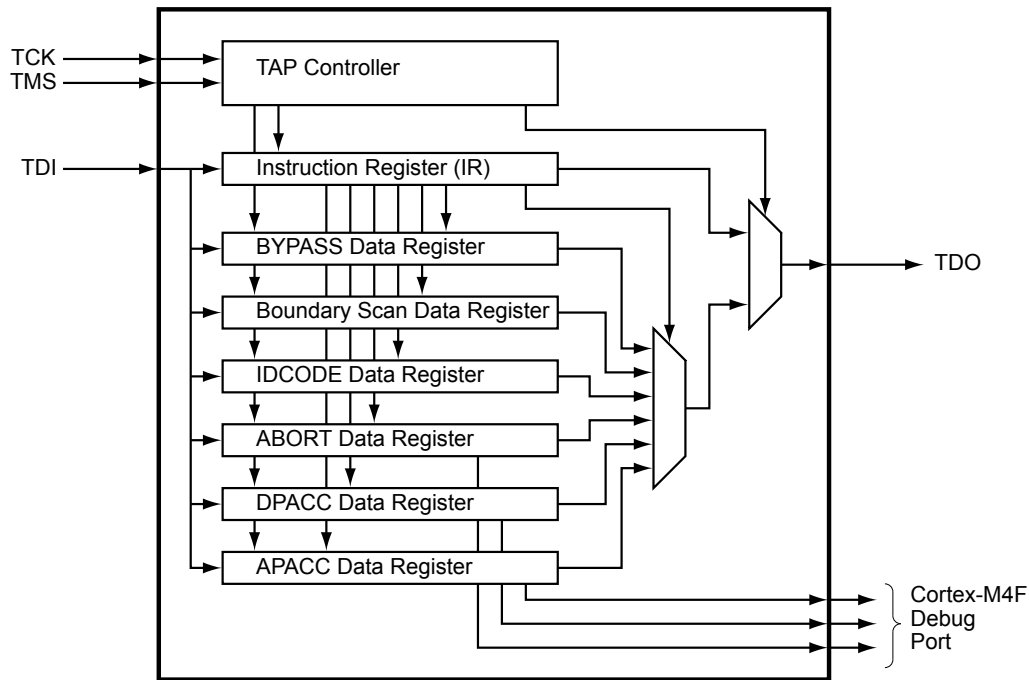 TCK
TMS
TAP Controller
TDI
Instruction Register (IR)
BYPASS Data Register
TDO
Boundary Scan Data Register
IDCODE Data Register
ABORT Data Register
DPACC Data Register
APACC Data Register
Cortex-M4F
Debug
Port